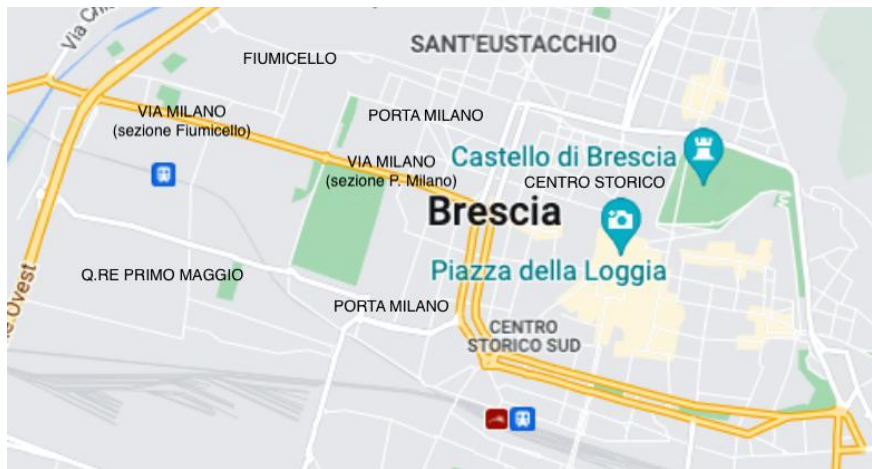 Via Chi
SANT'EUSTACCHIO
FIUMICELLO
VIA MILANO
(sezione Fiumicello)
PORTA MILANO
VIA MILANO
(sezione P. Milano)
Castello di Brescia
CENTRO STORICO
Brescia
Piazza della Loggia
Q.RE PRIMO MAGGIO
Ovest
PORTA MILANO
CENTRO
STORICO SUD